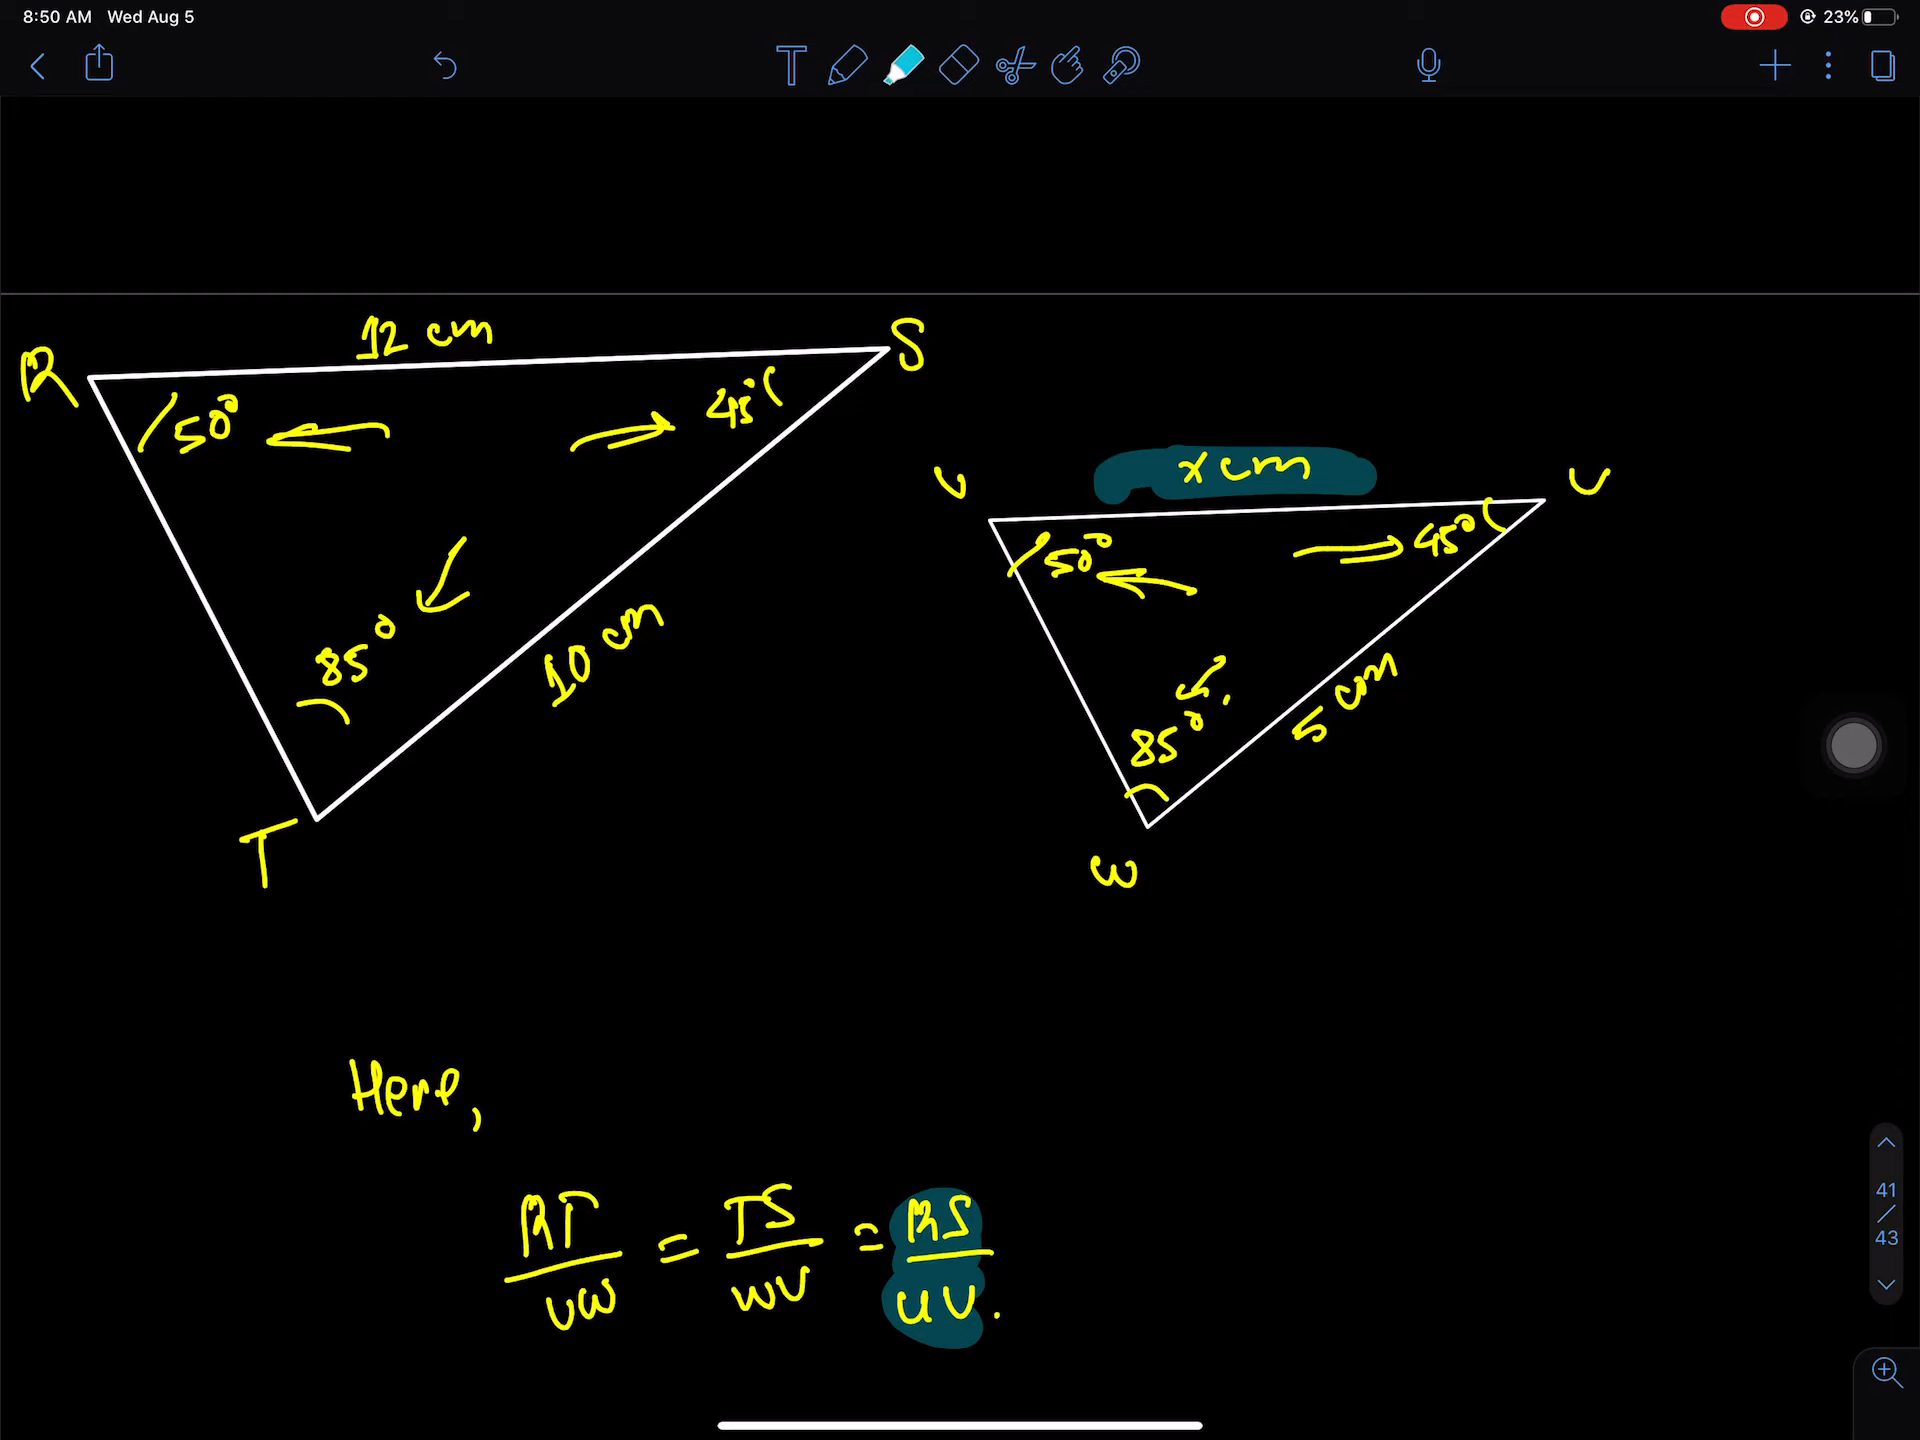 8:50 AM Wed Aug 5
23%
12 cm
R
S
50°
45°
x cm
U
V
50°
45°
85°
10 cm
85°
5 cm
T
W
Here,
RT/UW = TS/WV = RS/UV.
41
/
43